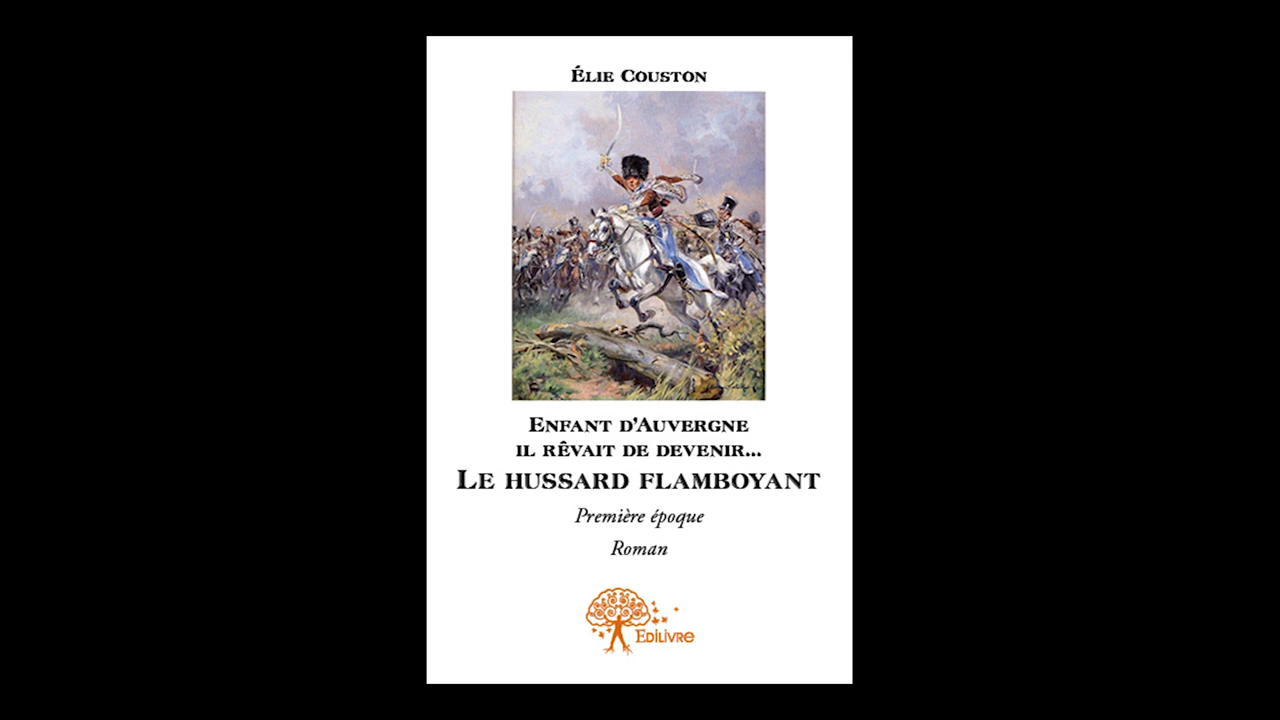 Élie Couston
Enfant d'Auvergne
il rêvait de devenir...
Le hussard flamboyant
Première époque
Roman
Edilivre